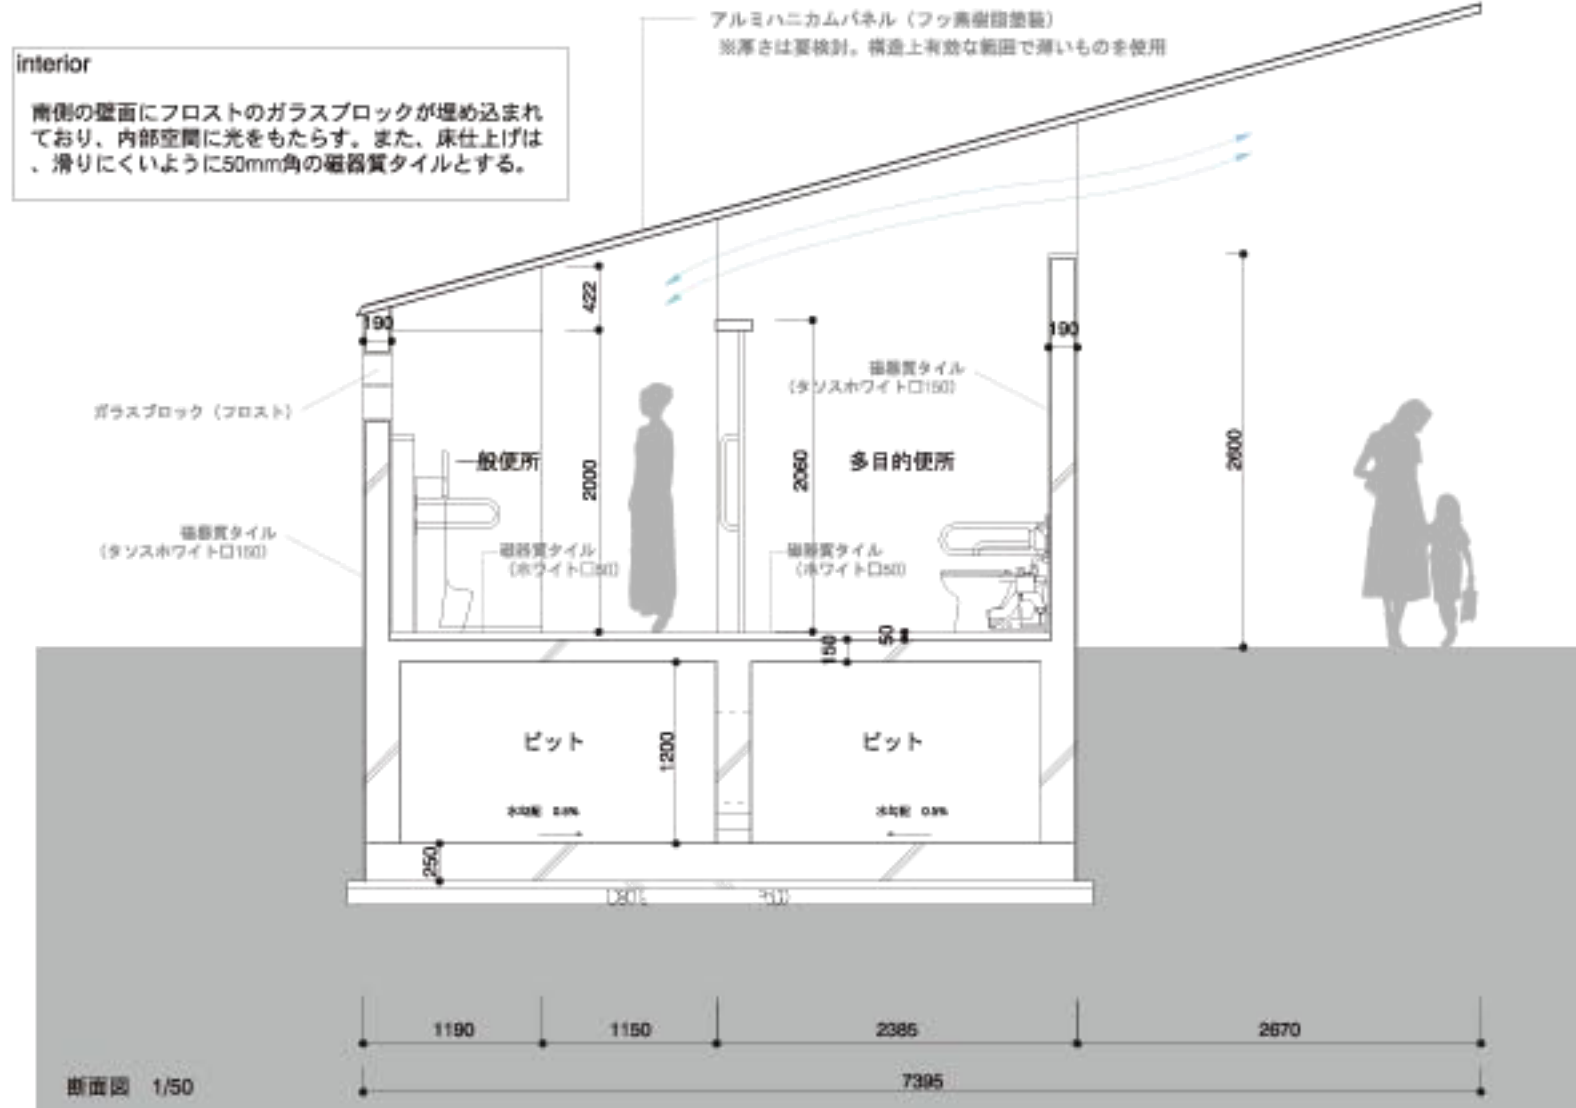 アルミハニカムパネル（フッ素樹脂塗装）
※厚さは要検討。構造上有効な範囲で薄いものを使用
interior
南側の壁面にフロストのガラスブロックが埋め込まれ
ており、内部空間に光をもたらす。また、床仕上げは
、滑りにくいように50mm角の磁器質タイルとする。
422
190
190
磁器質タイル
（タソスホワイト□150）
ガラスブロック（フロスト）
一般便所
2000
2060
多目的便所
2600
磁器質タイル
（タソスホワイト□150）
磁器質タイル
（ホワイト□50）
磁器質タイル
（ホワイト□50）
150
50
ピット
1200
ピット
水勾配 0.5%
水勾配 0.5%
250
1190
1150
2385
2670
7395
断面図 1/50